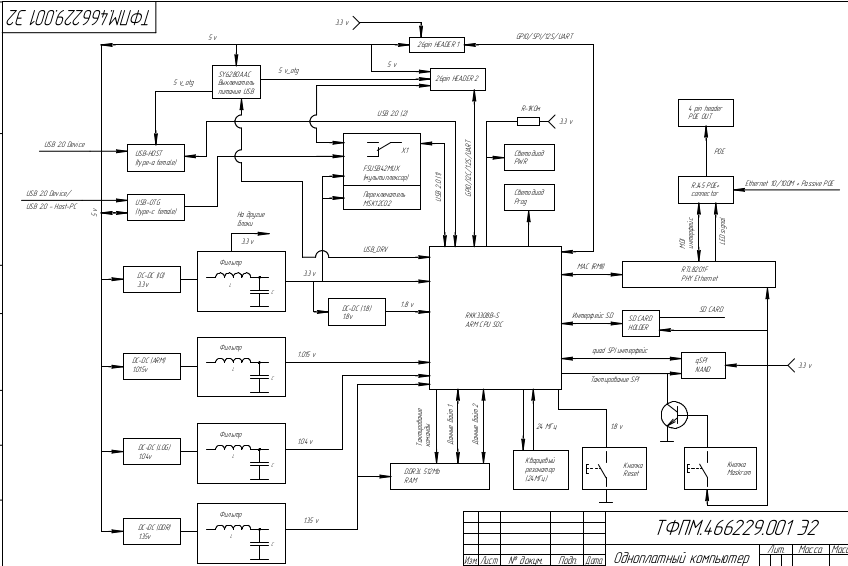 ТФПМ.466229.001 Э2
3.3 v
5 v
26pin HEADER 1
GPIO/SPI/I2S/UART
SY6280AAC
Выключатель
питания USB
5 v_otg
5 v
26pin HEADER 2
5 v_otg
USB 2.0 (2)
R-1КОм
3.3 v
4 pin header
POE OUT
USB 2.0 Device
USB-HOST
(type-a female)
X1
FSUSB42MUX
(мультиплексор)
Переключатель
MSK12C02
USB 2.0 (1)
GPIO/I2C/I2S/UART
Светодиод
PWR
Светодиод
Prog
POE
RJ45 POE+
connector
Ethernet 10/100M + Passive POE
USB 2.0 Device/
USB 2.0 - Host-PC
USB-OTG
(type-c female)
5 v
На другие
блоки
3.3 v
MDI
интерфейс
LED signal
USB_DRV
DC-DC (IO)
3.3v
Фильтр
L
C
3.3 v
MAC (RMII)
RTL8201F
PHY Ethernet
DC-DC (1.8)
1.8v
1.8 v
RKK3308B-S
ARM CPU SOC
Интерфейс SD
SD CARD
HOLDER
SD CARD
DC-DC (ARM)
1.015v
Фильтр
L
C
1.015 v
quad SPI интерфейс
qSPI
NAND
3.3 v
Тактирование SPI
DC-DC (LOG)
1.04v
Фильтр
L
C
1.04 v
Тактирование
команды
Данные байт 1
Данные байт 2
24 МГц
1.8 v
DDR3L 512Mb
RAM
Кварцевый
резонатор
(24МГц)
Кнопка
Reset
Кнопка
Maskrom
DC-DC (DDR)
1.35v
Фильтр
L
C
1.35 v
ТФПМ.466229.001 Э2
Изм.
Лист
№ докум.
Подп.
Дата
Одноплатный компьютер
Лит.
Масса